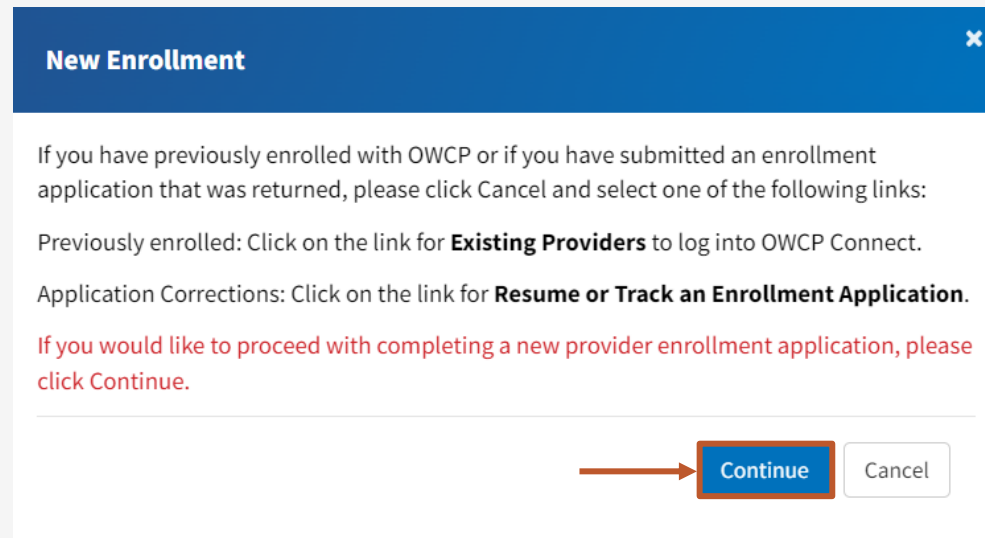 New Enrollment
If you have previously enrolled with OWCP or if you have submitted an enrollment
application that was returned, please click Cancel and select one of the following links:
Previously enrolled: Click on the link for Existing Providers to log into OWCP Connect.
Application Corrections: Click on the link for Resume or Track an Enrollment Application.
If you would like to proceed with completing a new provider enrollment application, please
click Continue.
Continue Cancel